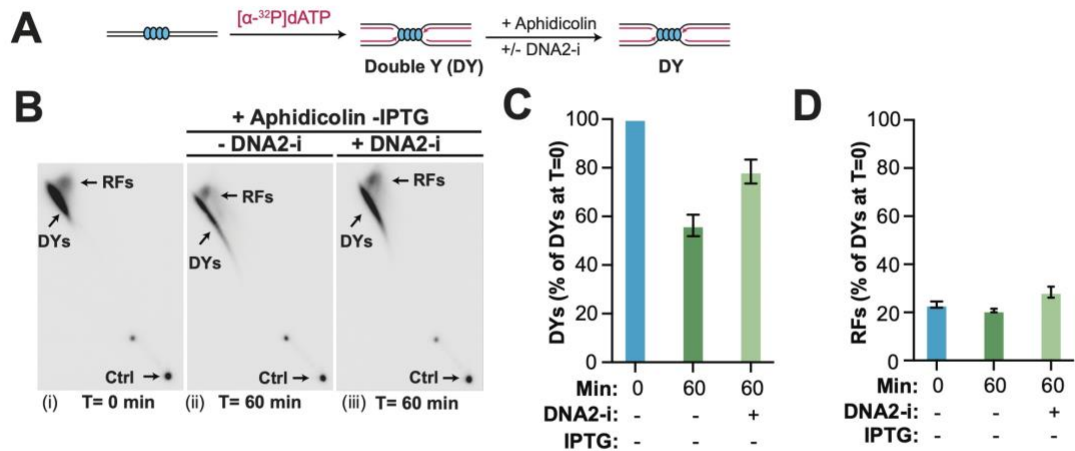 A
[α-³²P]dATP
+ Aphidicolin
+/- DNA2-i
Double Y (DY)
DY
B
+ Aphidicolin -IPTG
- DNA2-i
+ DNA2-i
RFs
DYs
Ctrl
(i) T= 0 min
RFs
DYs
Ctrl
(ii) T= 60 min
RFs
DYs
Ctrl
(iii) T= 60 min
C
DYs (% of DYs at T=0)
100
80
60
40
20
0
Min: 0 60 60
DNA2-i: - - +
IPTG: - - -
D
RFs (% of DYs at T=0)
100
80
60
40
20
0
Min: 0 60 60
DNA2-i: - - +
IPTG: - - -